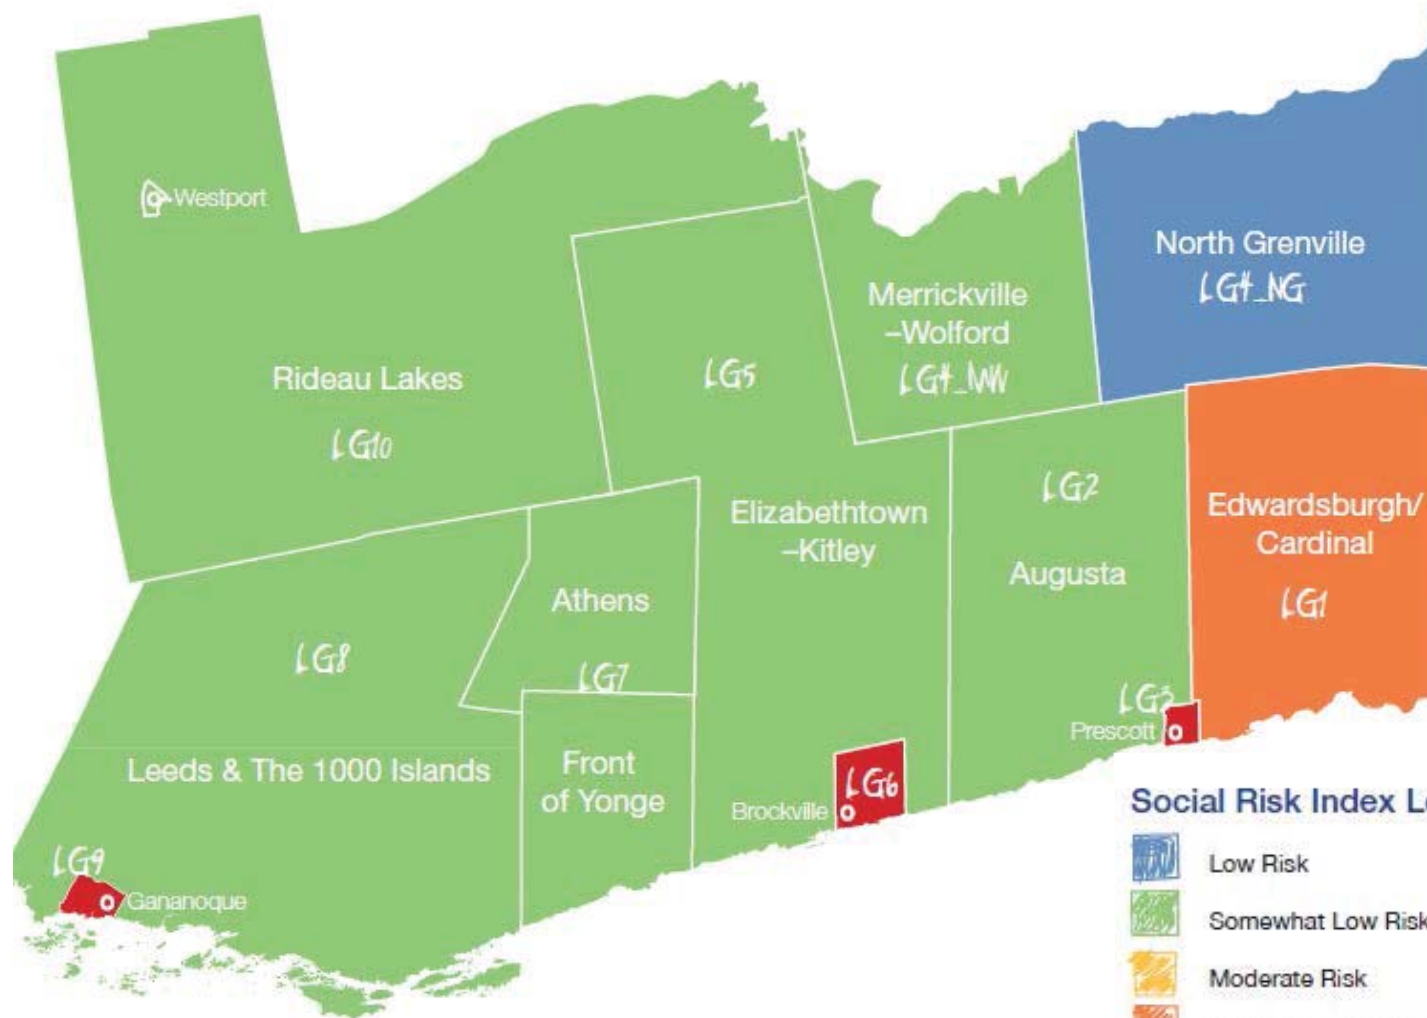 Westport
North Grenville
LG4_NG
Merrickville
–Wolford
LG4_MW
Rideau Lakes
LG10
LG5
LG2
Elizabethtown
–Kitley
Augusta
Edwardsburgh/
Cardinal
LG1
Athens
LG7
LG8
LG3
Prescott
Leeds & The 1000 Islands
Front
of Yonge
LG6
Brockville
LG9
Gananoque
Social Risk Index Le
Low Risk
Somewhat Low Risk
Moderate Risk